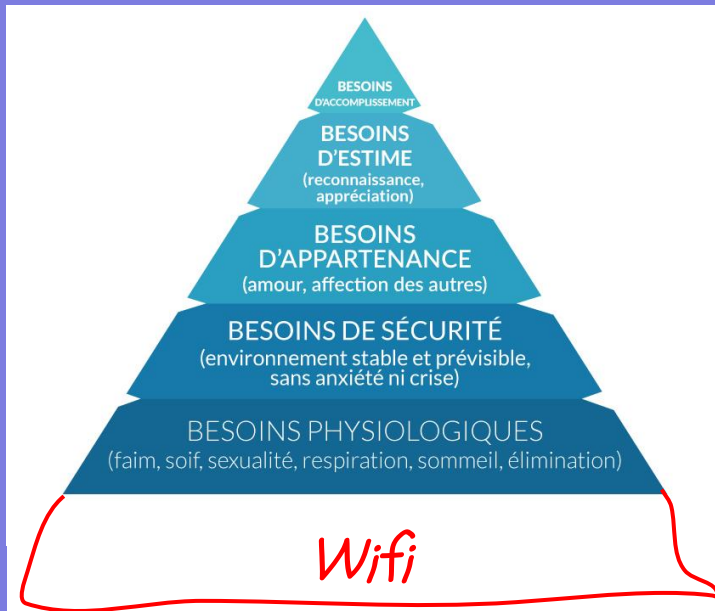 BESOINS
D'ACCOMPLISSEMENT
BESOINS
D'ESTIME
(reconnaissance,
appréciation)
BESOINS
D'APPARTENANCE
(amour, affection des autres)
BESOINS DE SÉCURITÉ
(environnement stable et prévisible,
sans anxiété ni crise)
BESOINS PHYSIOLOGIQUES
(faim, soif, sexualité, respiration, sommeil, élimination)
Wifi